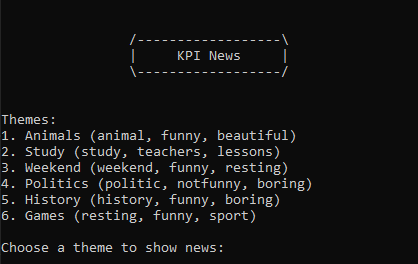 /------------------\
| KPI News |
\------------------/
Themes:
1. Animals (animal, funny, beautiful)
2. Study (study, teachers, lessons)
3. Weekend (weekend, funny, resting)
4. Politics (politic, notfunny, boring)
5. History (history, funny, boring)
6. Games (resting, funny, sport)
Choose a theme to show news: